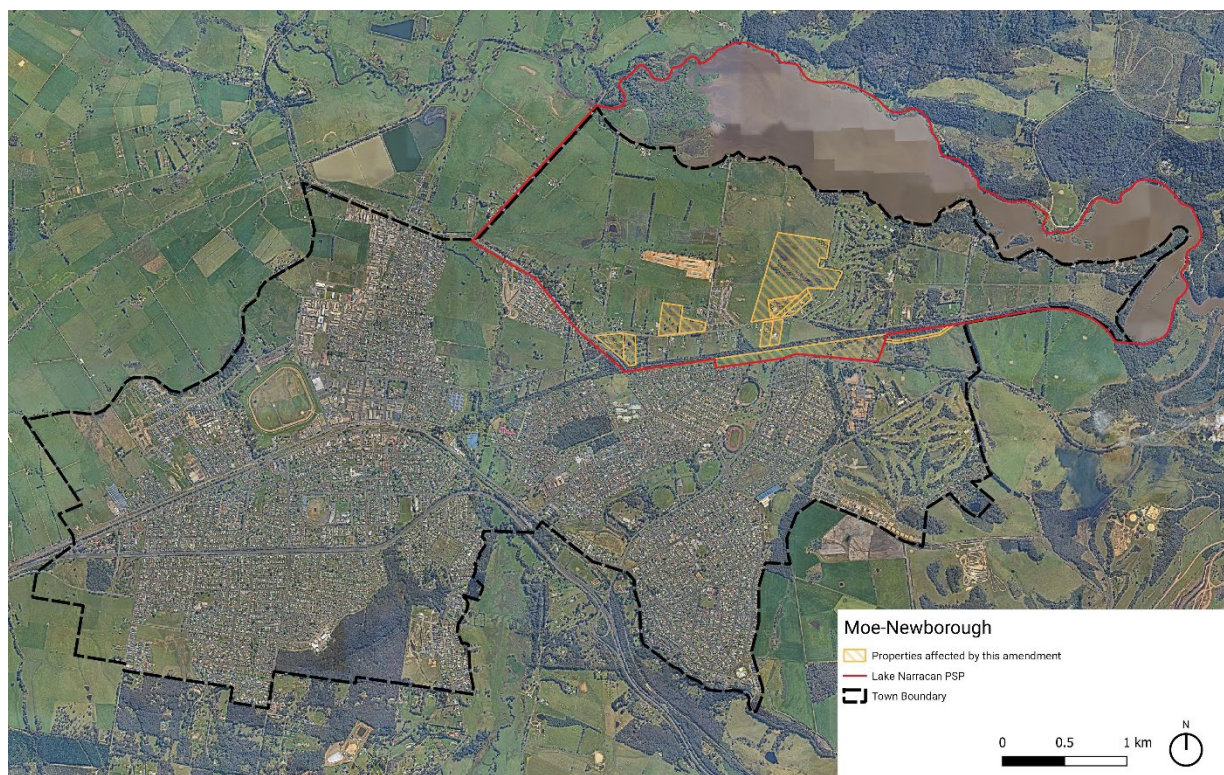 Moe-Newborough
Properties affected by this amendment
Lake Narracan PSP
Town Boundary
0 0.5 1 km
N